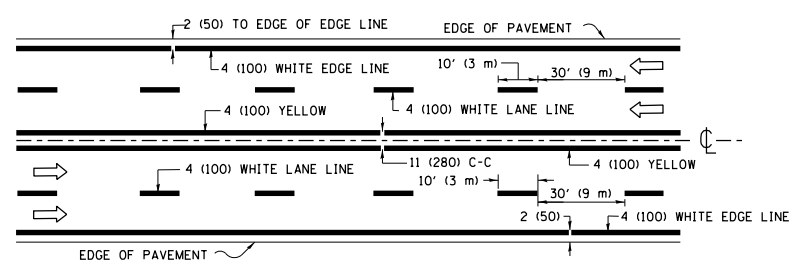 2 (50) TO EDGE OF EDGE LINE
EDGE OF PAVEMENT
4 (100) WHITE EDGE LINE
10' (3 m)
30' (9 m)
4 (100) YELLOW
4 (100) WHITE LANE LINE
11 (280) C-C
4 (100) YELLOW
4 (100) WHITE LANE LINE
10' (3 m)
30' (9 m)
2 (50)
4 (100) WHITE EDGE LINE
EDGE OF PAVEMENT